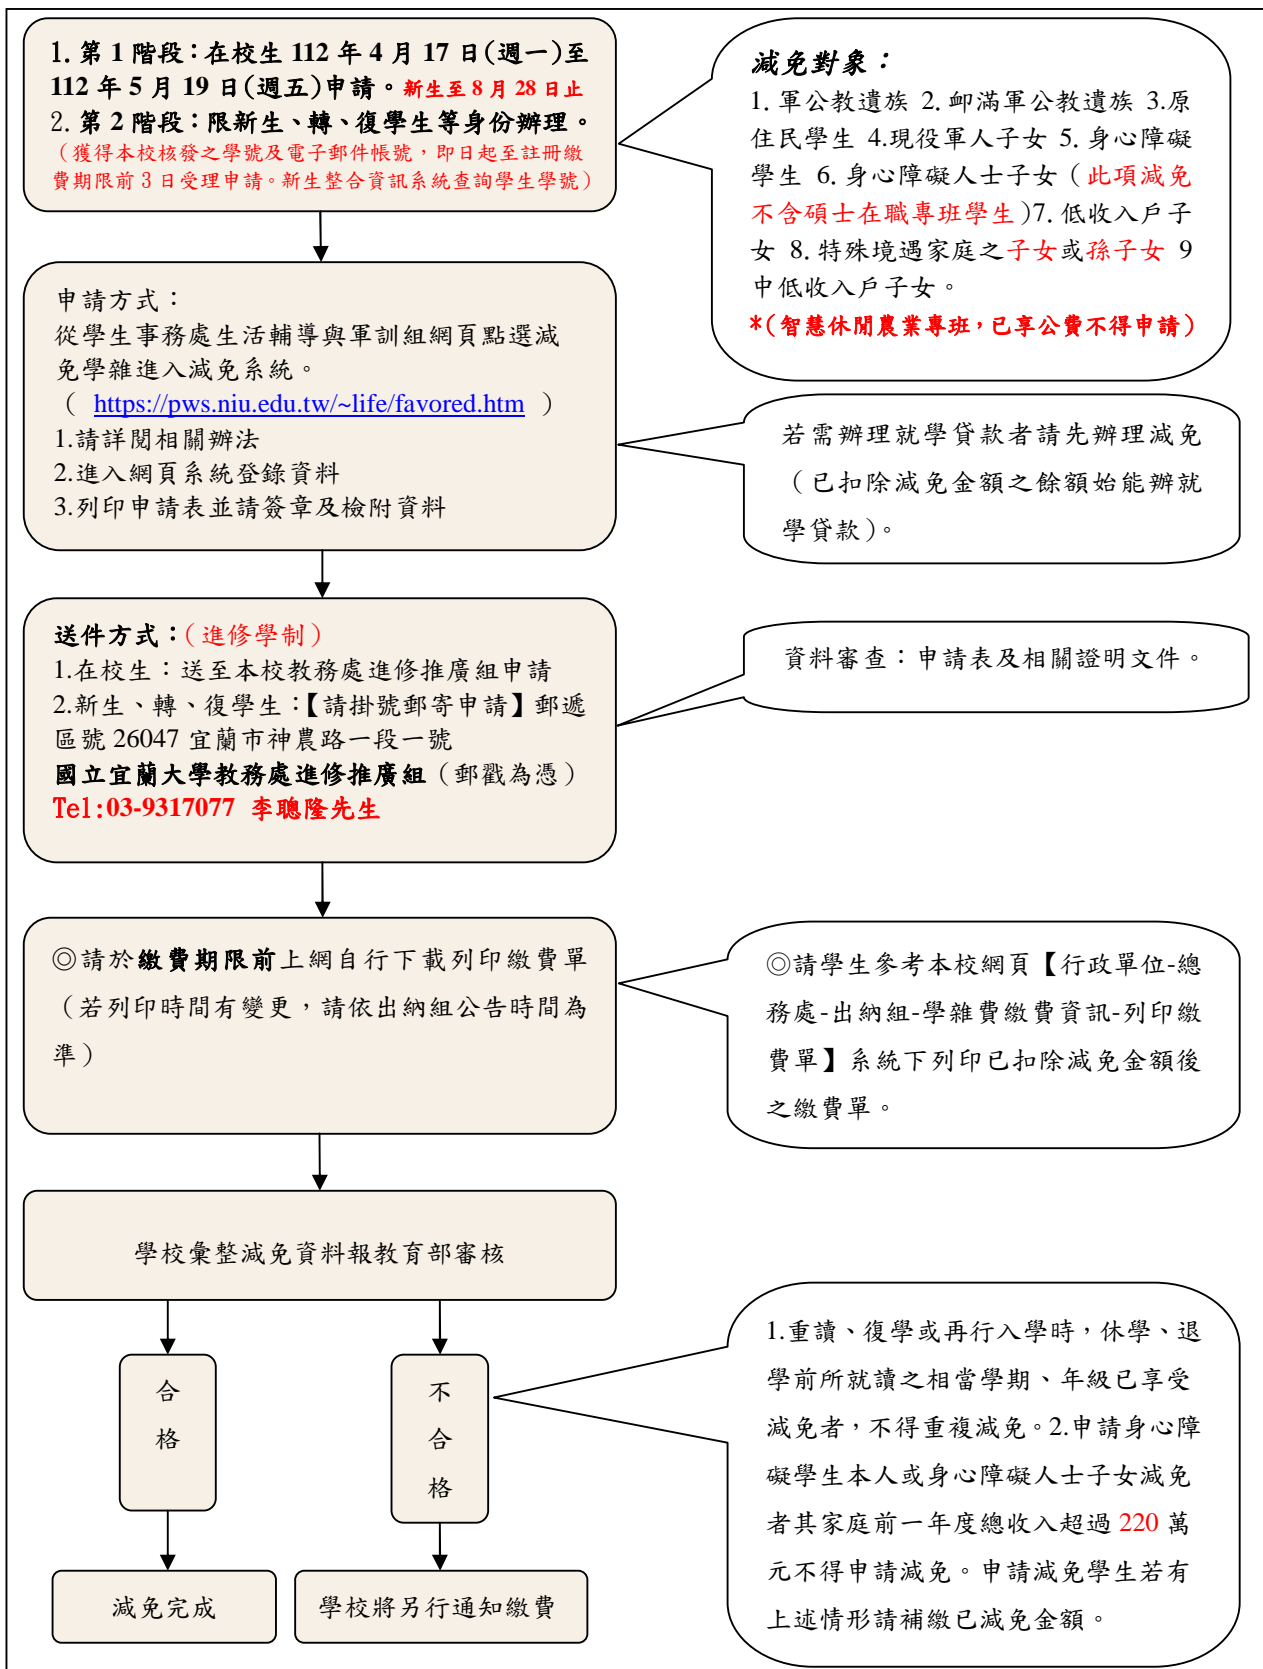 1. 第 1 階段：在校生 112 年 4 月 17 日(週一)至
112 年 5 月 19 日(週五)申請。新生至 8 月 28 日止
2. 第 2 階段：限新生、轉、復學生等身份辦理。
（獲得本校核發之學號及電子郵件帳號，即日起至註冊繳
費期限前 3 日受理申請。新生整合資訊系統查詢學生學號）
減免對象：
1. 軍公教遺族 2. 卹滿軍公教遺族 3.原
住民學生 4.現役軍人子女 5. 身心障礙
學生 6. 身心障礙人士子女（此項減免
不含碩士在職專班學生)7. 低收入戶子
女 8. 特殊境遇家庭之子女或孫子女 9
中低收入戶子女。
*(智慧休閒農業專班，已享公費不得申請)
申請方式：
從學生事務處生活輔導與軍訓組網頁點選減
免學雜進入減免系統。
（ https://pws.niu.edu.tw/~life/favored.htm ）
1.請詳閱相關辦法
2.進入網頁系統登錄資料
3.列印申請表並請簽章及檢附資料
若需辦理就學貸款者請先辦理減免
（已扣除減免金額之餘額始能辦就
學貸款）。
送件方式：（進修學制）
1.在校生：送至本校教務處進修推廣組申請
2.新生、轉、復學生：【請掛號郵寄申請】郵遞
區號 26047 宜蘭市神農路一段一號
國立宜蘭大學教務處進修推廣組（郵戳為憑）
Tel:03-9317077 李聰隆先生
資料審查：申請表及相關證明文件。
◎請於繳費期限前上網自行下載列印繳費單
（若列印時間有變更，請依出納組公告時間為
準）
◎請學生參考本校網頁【行政單位-總
務處-出納組-學雜費繳費資訊-列印繳
費單】系統下列印已扣除減免金額後
之繳費單。
學校彙整減免資料報教育部審核
合
格
不
合
格
1.重讀、復學或再行入學時，休學、退
學前所就讀之相當學期、年級已享受
減免者，不得重複減免。2.申請身心障
礙學生本人或身心障礙人士子女減免
者其家庭前一年度總收入超過 220 萬
元不得申請減免。申請減免學生若有
上述情形請補繳已減免金額。
減免完成
學校將另行通知繳費